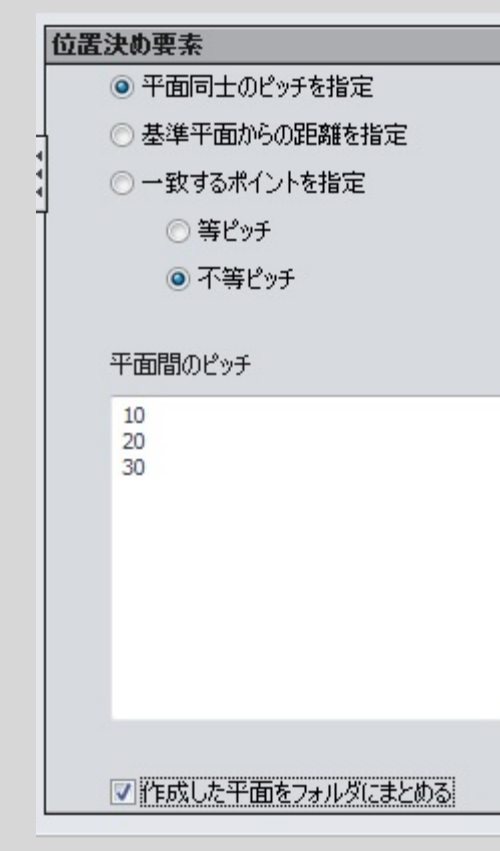 位置決め要素
平面同士のピッチを指定
基準平面からの距離を指定
一致するポイントを指定
等ピッチ
不等ピッチ
平面間のピッチ
10
20
30
作成した平面をフォルダにまとめる